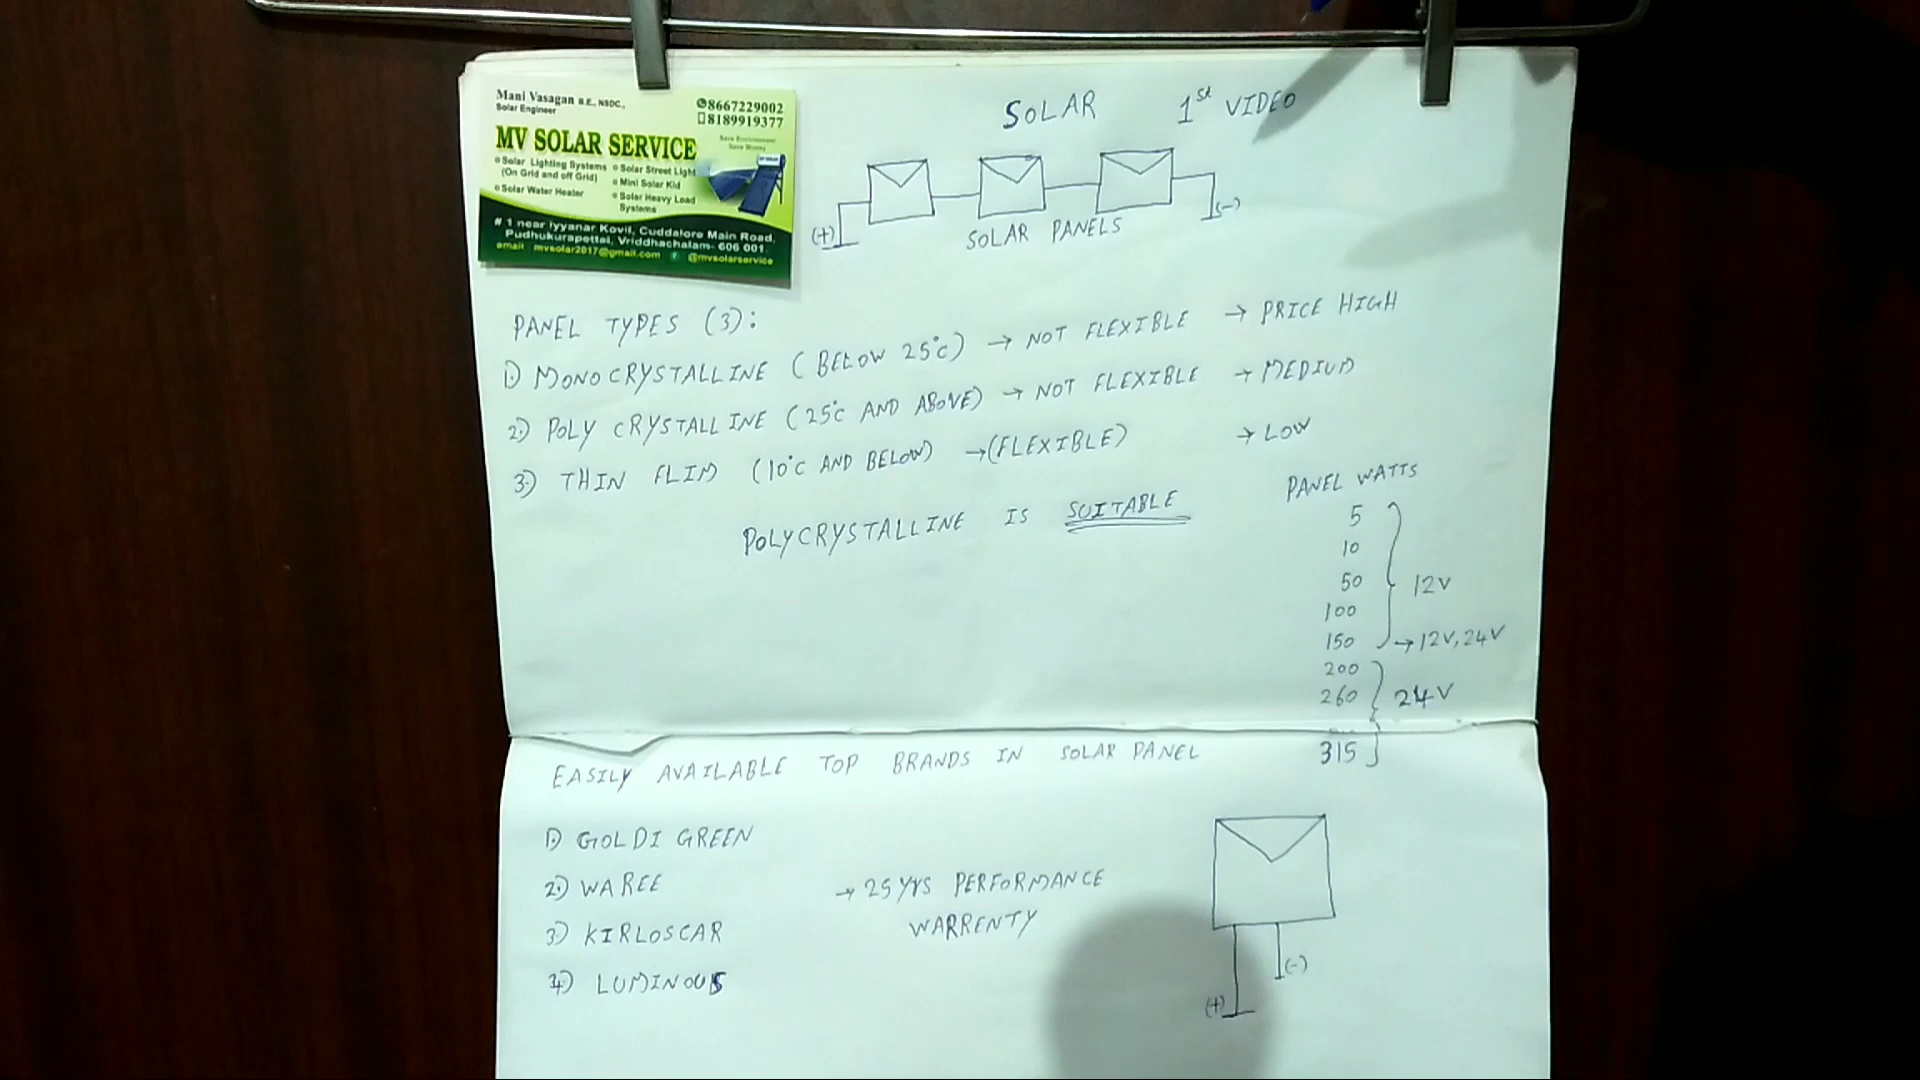 Mani Vasagan B.E., NSDC.,
Solar Engineer
8667229002
8189919377
MV SOLAR SERVICE
Save Environment
Save Money
Solar Lighting Systems
(On Grid and off Grid)
Solar Water Heater
Solar Street Light
Mini Solar Kid
Solar Heavy Load
Systems
# 1 near Iyyanar Kovil, Cuddalore Main Road,
Pudhukurapettai, Vriddhachalam- 606 001.
email mvsolar2017@gmail.com f @mvsolarservice
SOLAR 1st VIDEO
(+) (-)
SOLAR PANELS
PANEL TYPES (3):
1) MONOCRYSTALLINE (BELOW 25°C) → NOT FLEXIBLE → PRICE HIGH
2) POLY CRYSTALLINE (25°C AND ABOVE) → NOT FLEXIBLE → MEDIUM
3) THIN FLIM (10°C AND BELOW) → (FLEXIBLE) → LOW
POLYCRYSTALLINE IS SUITABLE
PANEL WATTS
5
10
50 12V
100
150 → 12V, 24V
200
260 24V
315
EASILY AVAILABLE TOP BRANDS IN SOLAR PANEL
1) GOLDI GREEN
2) WAREE
3) KIRLOSCAR
4) LUMINOUS
→ 25 yrs PERFORMANCE
WARRENTY
(-)
(+)